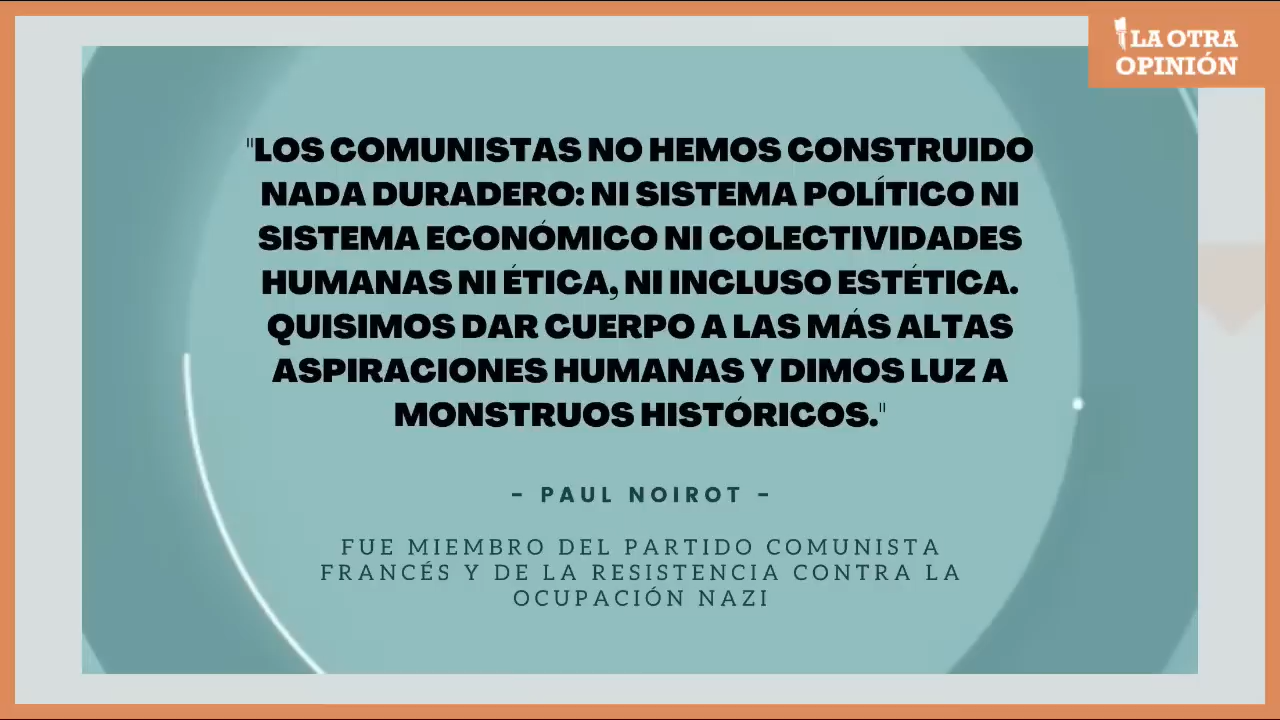 LA OTRA
OPINIÓN
"LOS COMUNISTAS NO HEMOS CONSTRUIDO
NADA DURADERO: NI SISTEMA POLÍTICO NI
SISTEMA ECONÓMICO NI COLECTIVIDADES
HUMANAS NI ÉTICA, NI INCLUSO ESTÉTICA.
QUISIMOS DAR CUERPO A LAS MÁS ALTAS
ASPIRACIONES HUMANAS Y DIMOS LUZ A
MONSTRUOS HISTÓRICOS."
– PAUL NOIROT –
FUE MIEMBRO DEL PARTIDO COMUNISTA
FRANCÉS Y DE LA RESISTENCIA CONTRA LA
OCUPACIÓN NAZI